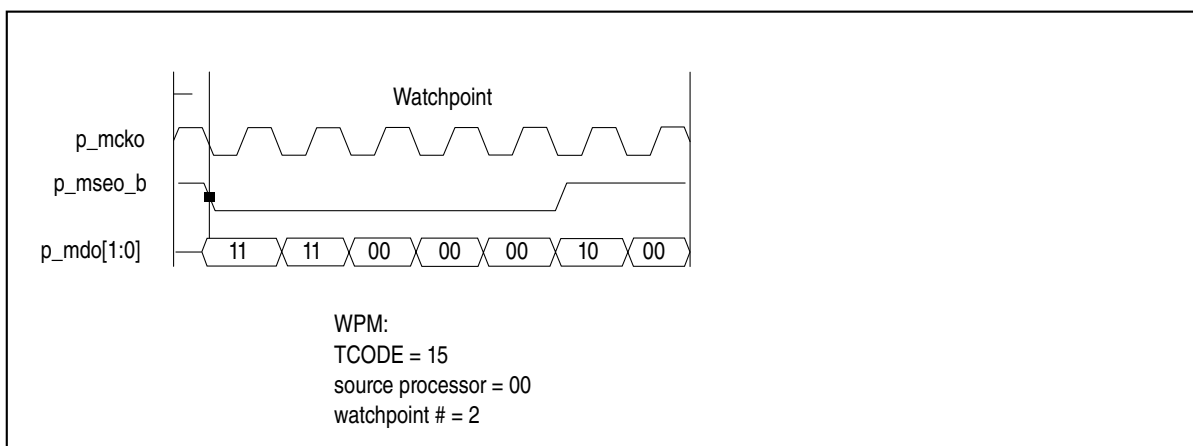 Watchpoint
p_mcko
p_mseo_b
p_mdo[1:0] 11 11 00 00 00 10 00
WPM:
TCODE = 15
source processor = 00
watchpoint # = 2